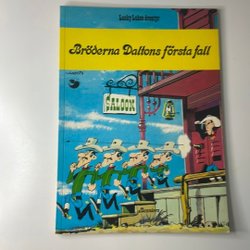 Lucky Lukes äventyr
Bröderna Daltons första fall
SALOON